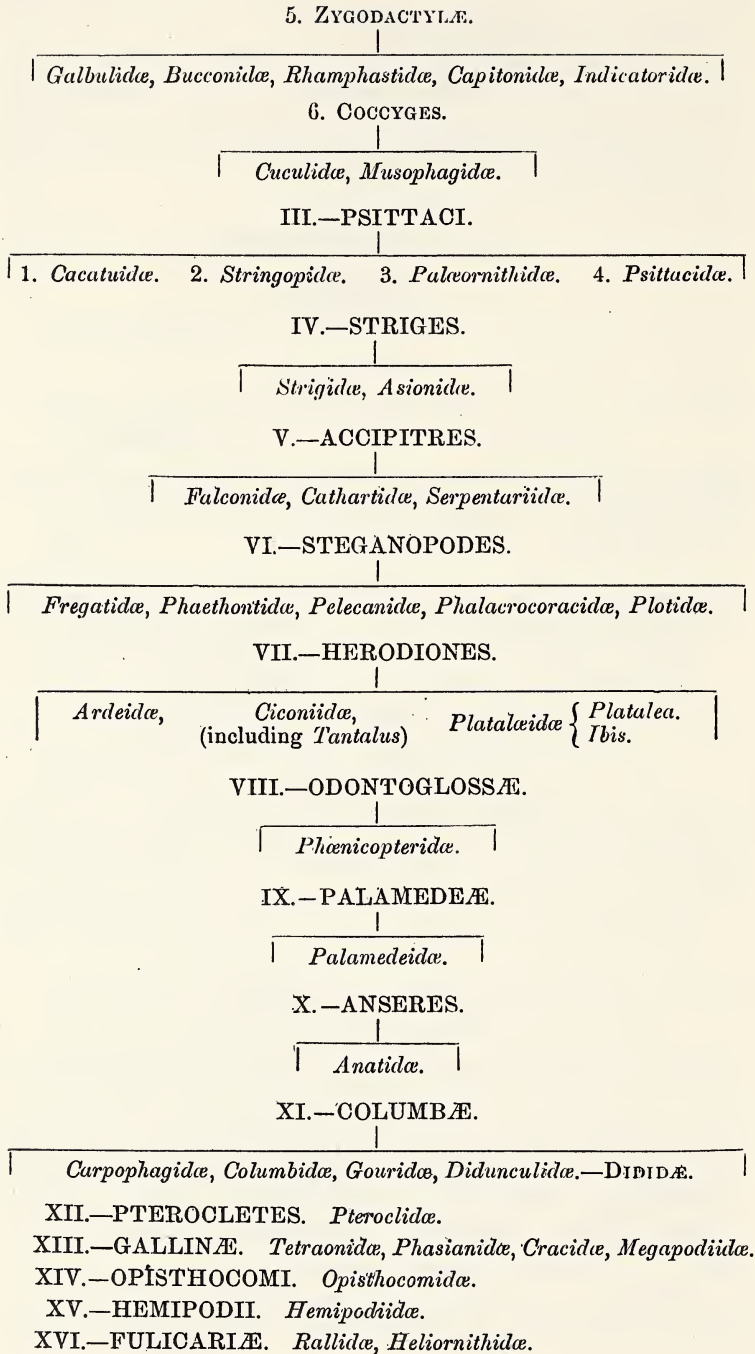 5. ZYGODACTYLÆ.
Galbulidæ, Bucconidæ, Rhamphastidæ, Capitonidæ, Indicatoridæ.
6. COCCYGES.
Cuculidæ, Musophagidæ.
III.—PSITTACI.
1. Cacatuidæ. 2. Stringopidæ. 3. Palæornithidæ. 4. Psittacidæ.
IV.—STRIGES.
Strigidæ, Asionidæ.
V.—ACCIPITRES.
Falconidæ, Cathartidæ, Serpentariidæ.
VI.—STEGANOPODES.
Fregatidæ, Phaethontidæ, Pelecanidæ, Phalacrocoracidæ, Plotidæ.
VII.—HERODIONES.
Ardeidæ, Ciconiidæ, Platalæidæ { Platalea.
(including Tantalus) Ibis.
VIII.—ODONTOGLOSSÆ.
Phœnicopteridæ.
IX.—PALAMEDEÆ.
Palamedeidæ.
X.—ANSERES.
Anatidæ.
XI.—COLUMBÆ.
Carpophagidæ, Columbidæ, Gouridæ, Didunculidæ.—DIDIDÆ.
XII.—PTEROCLETES. Pteroclidæ.
XIII.—GALLINÆ. Tetraonidæ, Phasianidæ, Cracidæ, Megapodiidæ.
XIV.—OPISTHOCOMI. Opisthocomidæ.
XV.—HEMIPODII. Hemipodiidæ.
XVI.—FULICARIÆ. Rallidæ, Heliornithidæ.